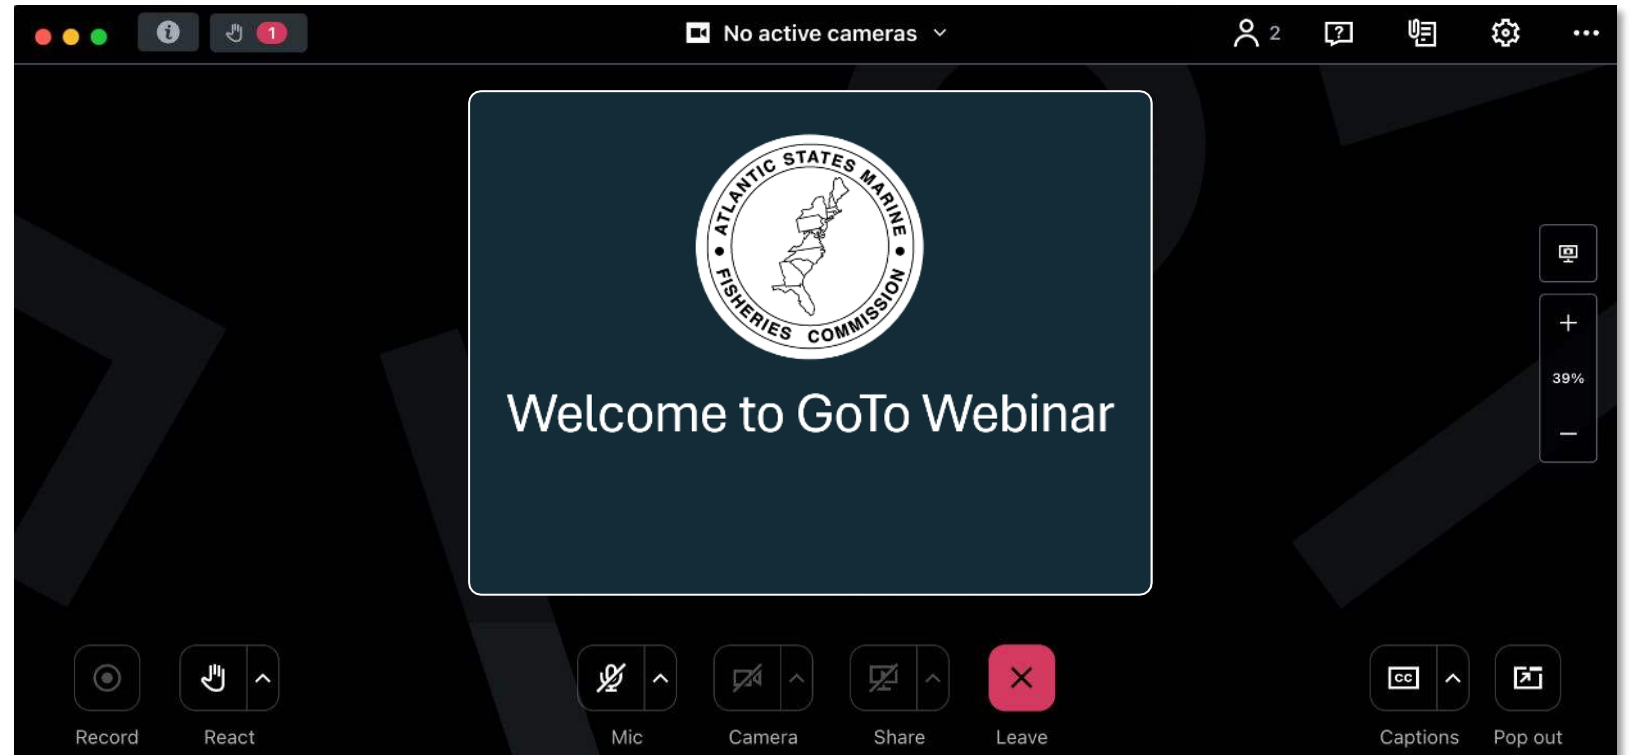 1
No active cameras
2
ATLANTIC STATES MARINE
FISHERIES COMMISSION
Welcome to GoTo Webinar
39%
CC
Record
React
Mic
Camera
Share
Leave
Captions
Pop out